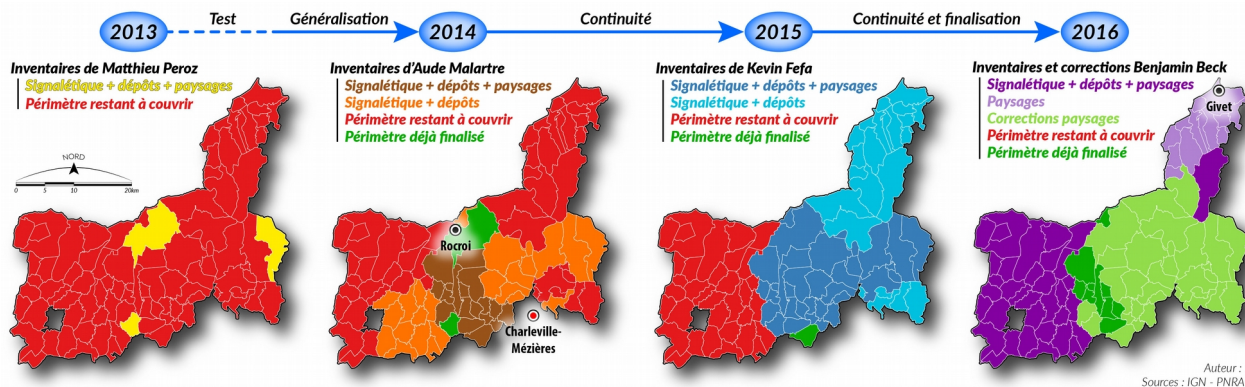 2013
Test
Généralisation
2014
Continuité
2015
Continuité et finalisation
2016
Inventaires de Matthieu Peroz
Signalétique + dépôts + paysages
Périmètre restant à couvrir
NORD
0 5 10 20km
Inventaires d'Aude Malartre
Signalétique + dépôts + paysages
Signalétique + dépôts
Périmètre restant à couvrir
Périmètre déjà finalisé
Rocroi
Charleville-
Mézières
Inventaires de Kevin Fefa
Signalétique + dépôts + paysages
Signalétique + dépôts
Périmètre restant à couvrir
Périmètre déjà finalisé
Inventaires et corrections Benjamin Beck
Signalétique + dépôts + paysages
Paysages
Corrections paysages
Périmètre restant à couvrir
Périmètre déjà finalisé
Givet
Auteur :
Sources : IGN - PNRA